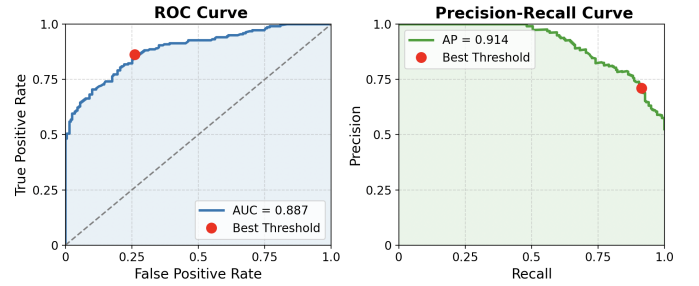 ROC Curve
True Positive Rate
1.0
0.75
0.5
0.25
0
AUC = 0.887
Best Threshold
0
0.25
0.5
0.75
1.0
False Positive Rate
Precision-Recall Curve
Precision
1.0
0.75
0.5
0.25
0
AP = 0.914
Best Threshold
0
0.25
0.5
0.75
1.0
Recall